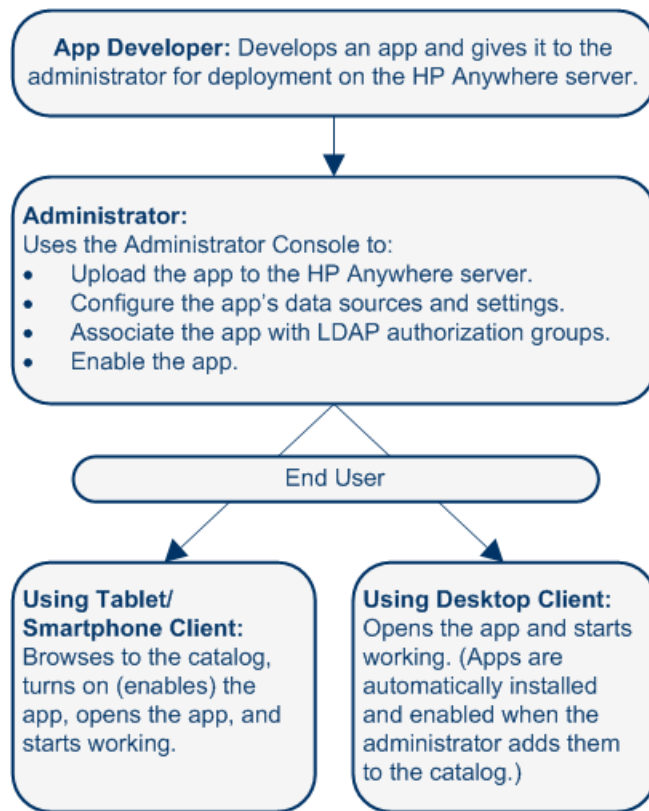 App Developer: Develops an app and gives it to the
administrator for deployment on the HP Anywhere server.
Administrator:
Uses the Administrator Console to:
• Upload the app to the HP Anywhere server.
• Configure the app's data sources and settings.
• Associate the app with LDAP authorization groups.
• Enable the app.
End User
Using Tablet/
Smartphone Client:
Browses to the catalog,
turns on (enables) the
app, opens the app, and
starts working.
Using Desktop Client:
Opens the app and starts
working. (Apps are
automatically installed
and enabled when the
administrator adds them
to the catalog.)